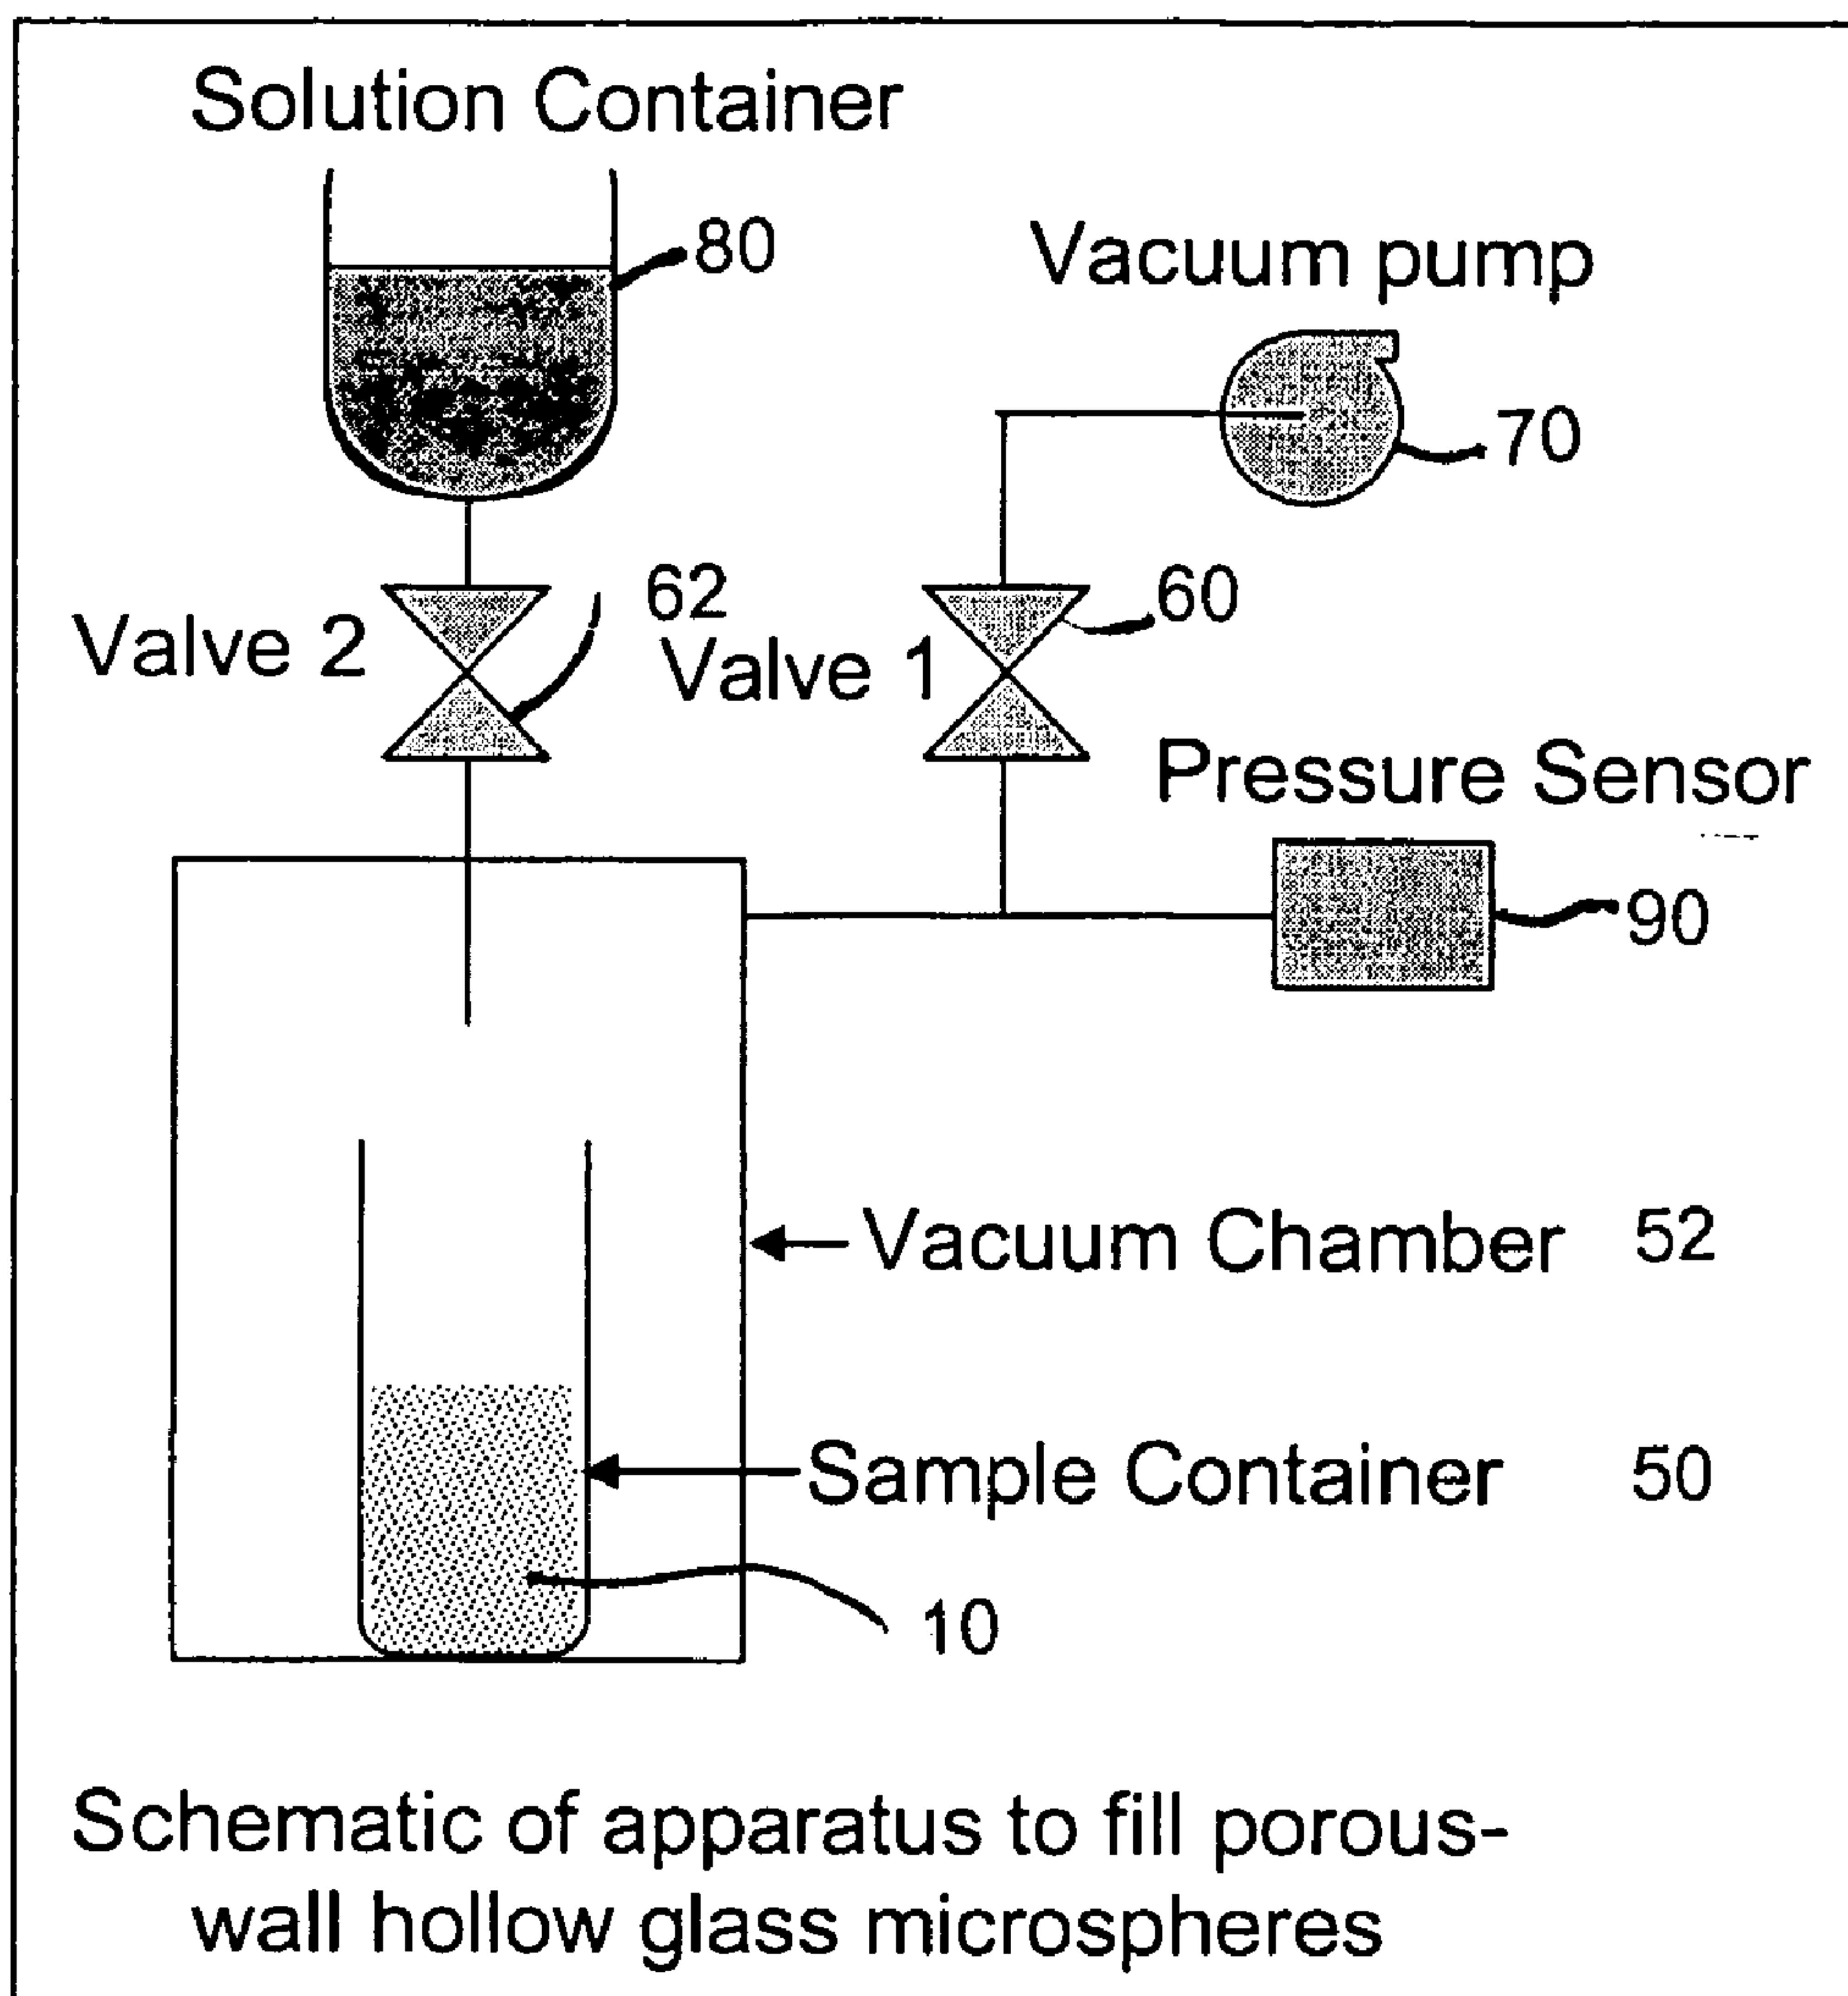 Solution Container
80
Vacuum pump
70
62
60
Valve 2
Valve 1
Pressure Sensor
90
Vacuum Chamber 52
Sample Container 50
10
Schematic of apparatus to fill porous-
wall hollow glass microspheres